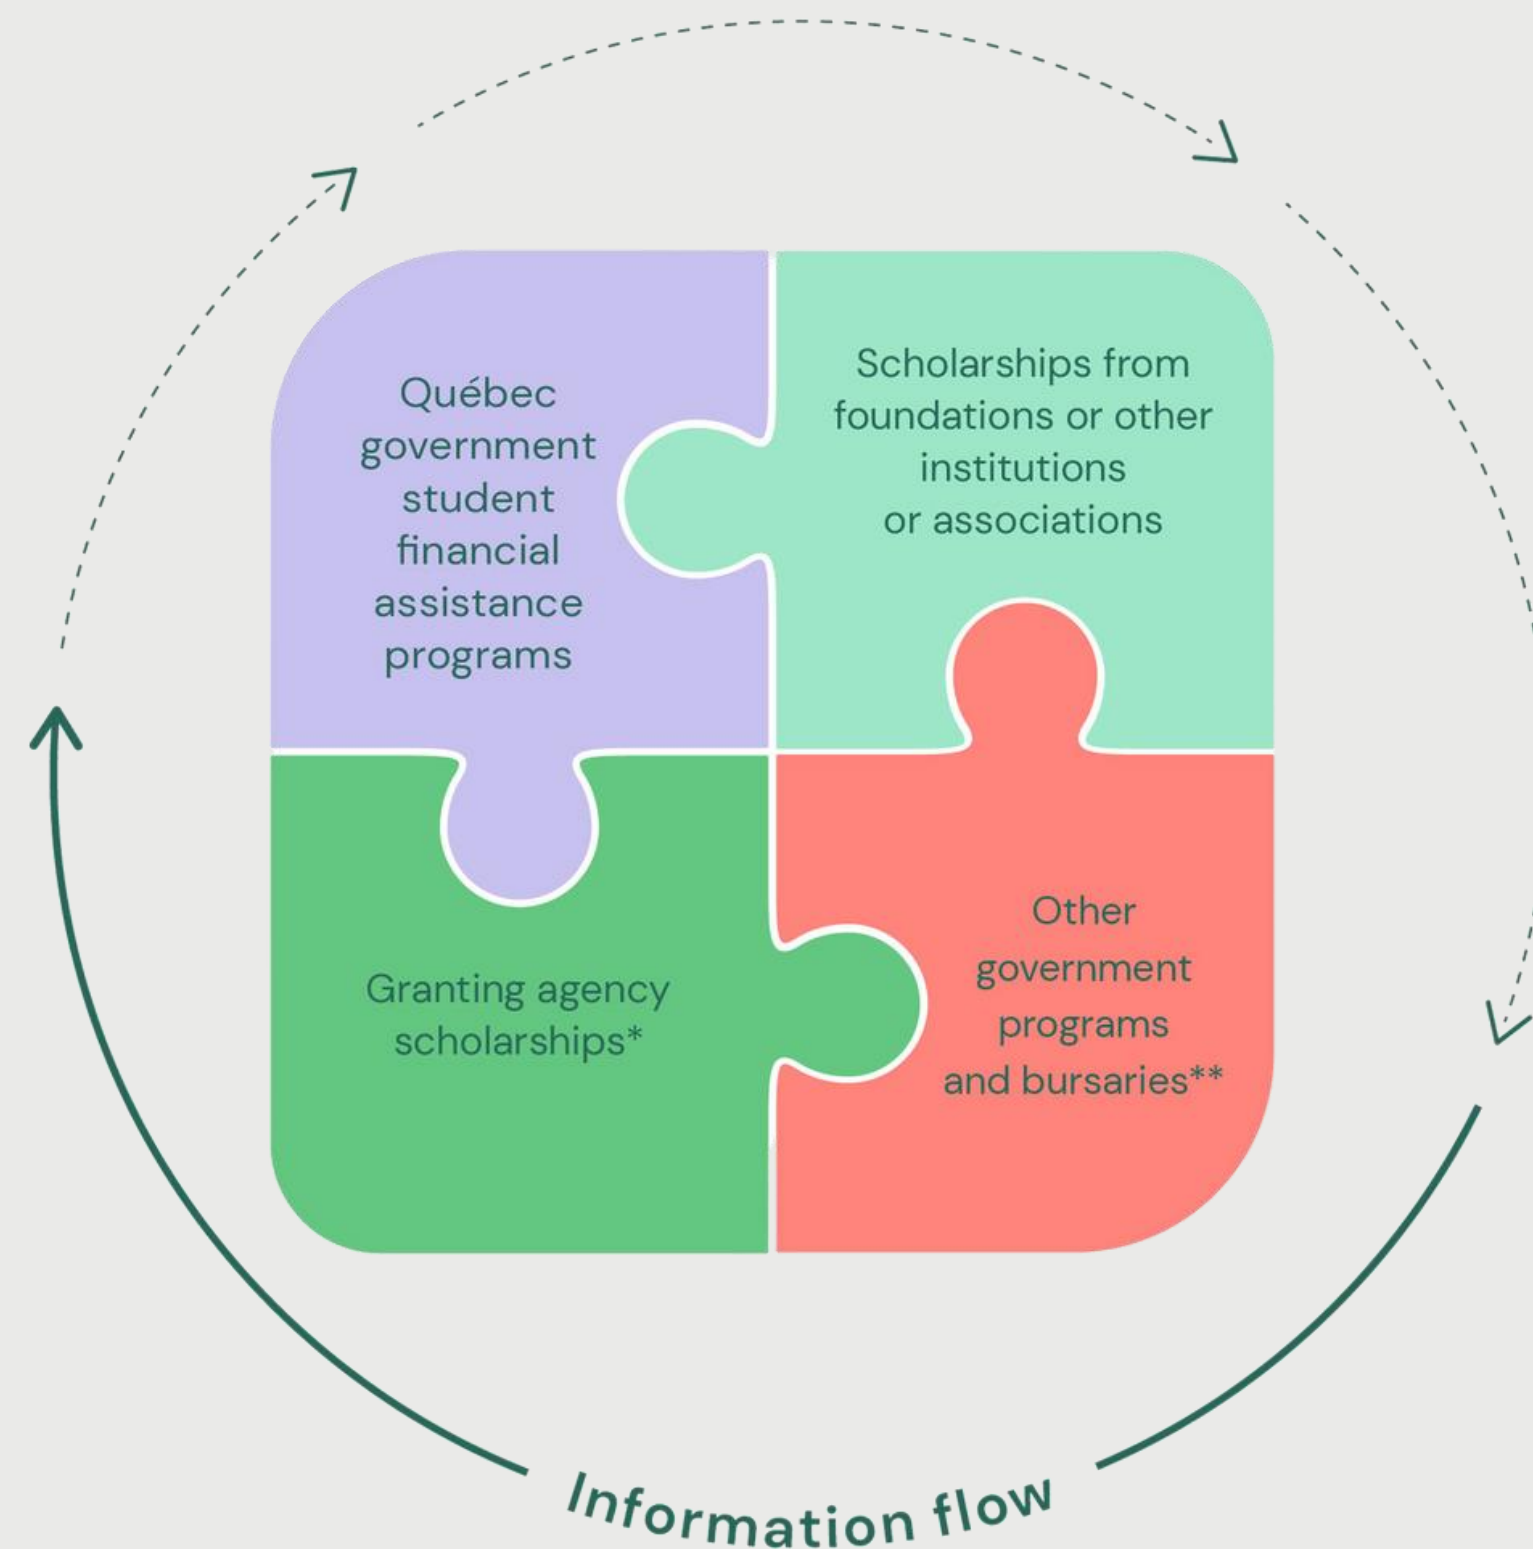 Québec
government
student
financial
assistance
programs
Scholarships from
foundations or other
institutions
or associations
Granting agency
scholarships*
Other
government
programs
and bursaries**
Information flow